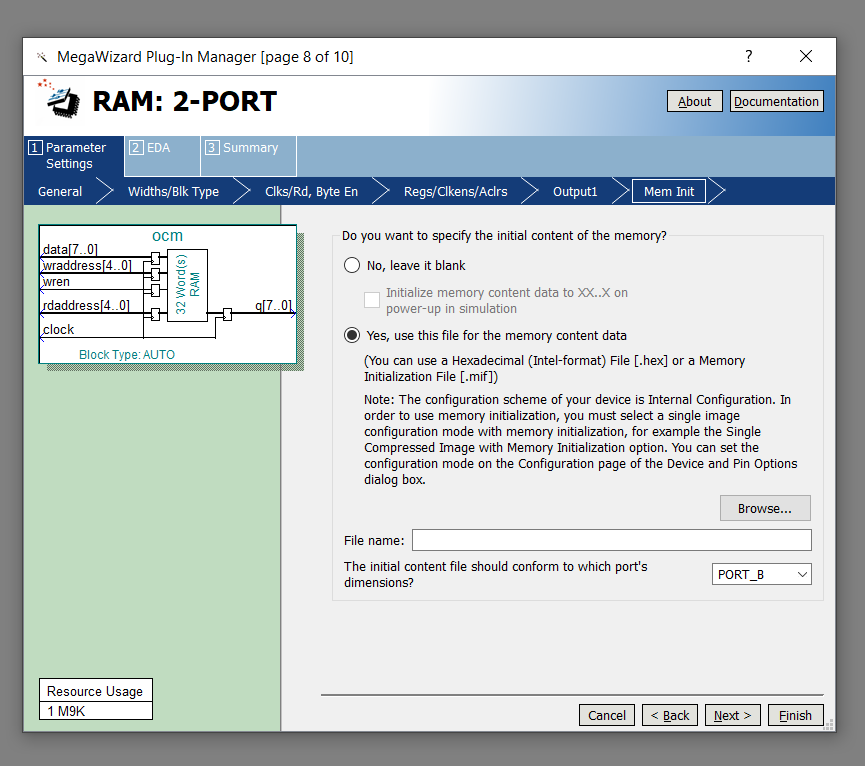 MegaWizard Plug-In Manager [page 8 of 10]
?
RAM: 2-PORT
About
Documentation
1 Parameter Settings
2 EDA
3 Summary
General
Widths/Blk Type
Clks/Rd, Byte En
Regs/Clkens/Aclrs
Output1
Mem Init
ocm
data[7..0]
wraddress[4..0]
wren
rdaddress[4..0]
clock
32 Word(s)
RAM
q[7..0]
Block Type: AUTO
Do you want to specify the initial content of the memory?
No, leave it blank
Initialize memory content data to XX..X on
power-up in simulation
Yes, use this file for the memory content data
(You can use a Hexadecimal (Intel-format) File [.hex] or a Memory
Initialization File [.mif])
Note: The configuration scheme of your device is Internal Configuration. In
order to use memory initialization, you must select a single image
configuration mode with memory initialization, for example the Single
Compressed Image with Memory Initialization option. You can set the
configuration mode on the Configuration page of the Device and Pin Options
dialog box.
Browse...
File name:
The initial content file should conform to which port's
dimensions?
PORT_B
Resource Usage
1 M9K
Cancel
< Back
Next >
Finish